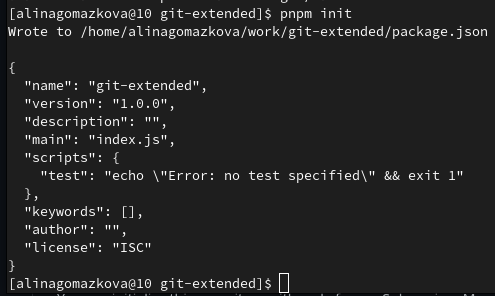 [alinagomazkova@10 git-extended]$ pnpm init
Wrote to /home/alinagomazkova/work/git-extended/package.json
{
"name": "git-extended",
"version": "1.0.0",
"description": "",
"main": "index.js",
"scripts": {
"test": "echo \"Error: no test specified\" && exit 1"
},
"keywords": [],
"author": "",
"license": "ISC"
}
[alinagomazkova@10 git-extended]$